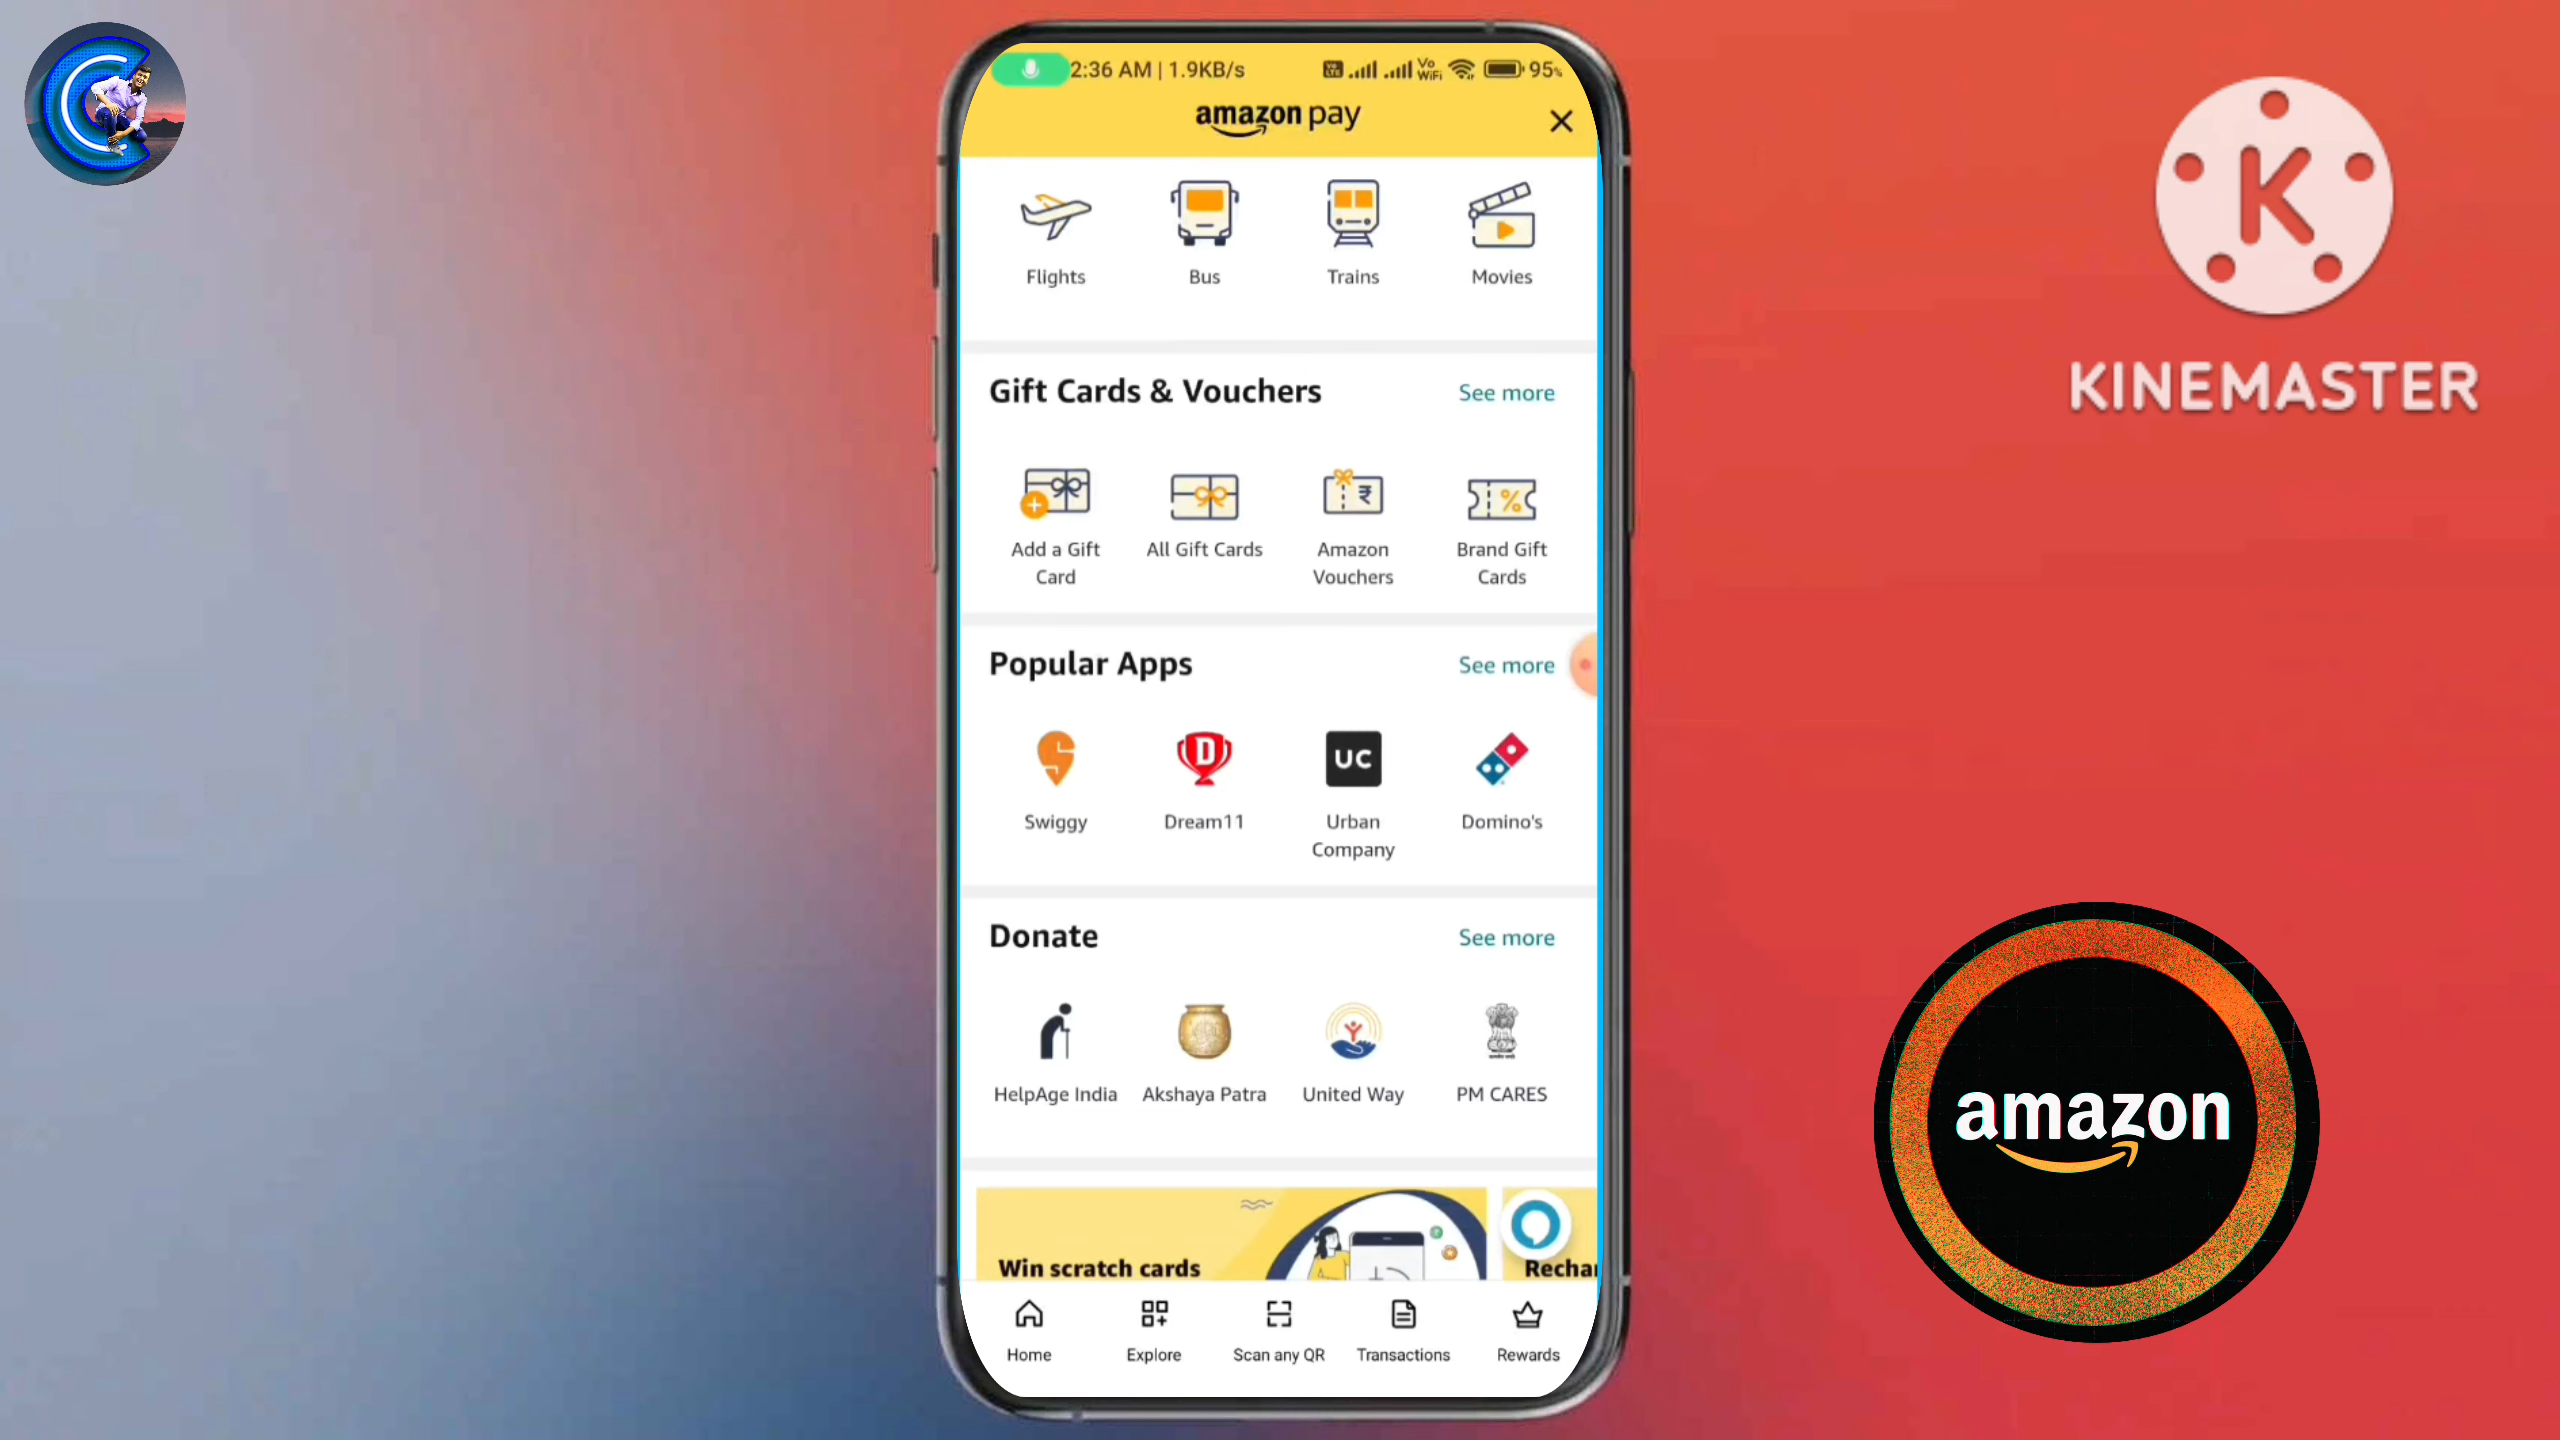 2:36 AM | 1.9KB/s
Vo
WiFi
95%
amazon pay
Flights
Bus
Trains
Movies
Gift Cards & Vouchers
See more
₹
%
Add a Gift
Card
All Gift Cards
Amazon
Vouchers
Brand Gift
Cards
Popular Apps
See more
D
UC
Swiggy
Dream11
Urban
Company
Domino's
Donate
See more
HelpAge India
Akshaya Patra
United Way
PM CARES
Win scratch cards
Rechar
Home
Explore
Scan any QR
Transactions
Rewards
K
KINEMASTER
amazon